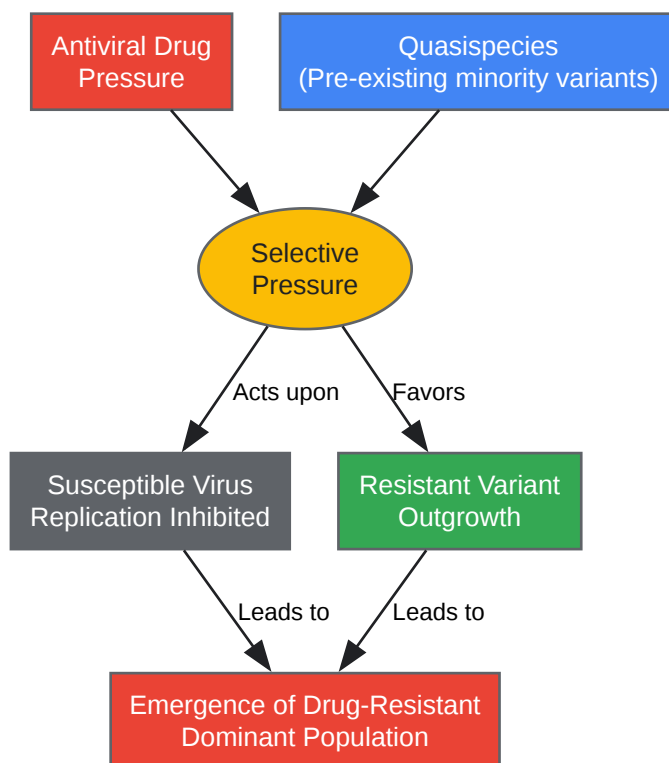 Antiviral Drug
Pressure
Quasispecies
(Pre-existing minority variants)
Selective
Pressure
Acts upon
Favors
Susceptible Virus
Replication Inhibited
Resistant Variant
Outgrowth
Leads to
Leads to
Emergence of Drug-Resistant
Dominant Population